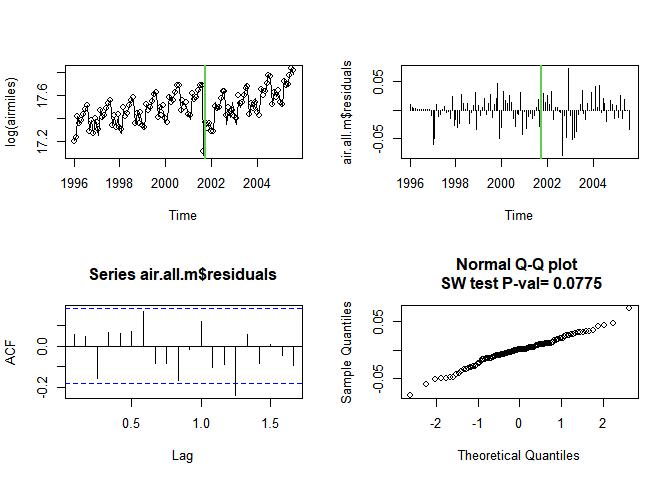 log(airmiles)
17.2 17.6
1996 1998 2000 2002 2004
Time
air.all.m$residuals
-0.05 0.05
1996 1998 2000 2002 2004
Time
Series air.all.m$residuals
ACF
-0.2 0.0
0.5 1.0 1.5
Lag
Normal Q-Q plot
SW test P-val= 0.0775
Sample Quantiles
-0.05 0.05
-2 -1 0 1 2
Theoretical Quantiles